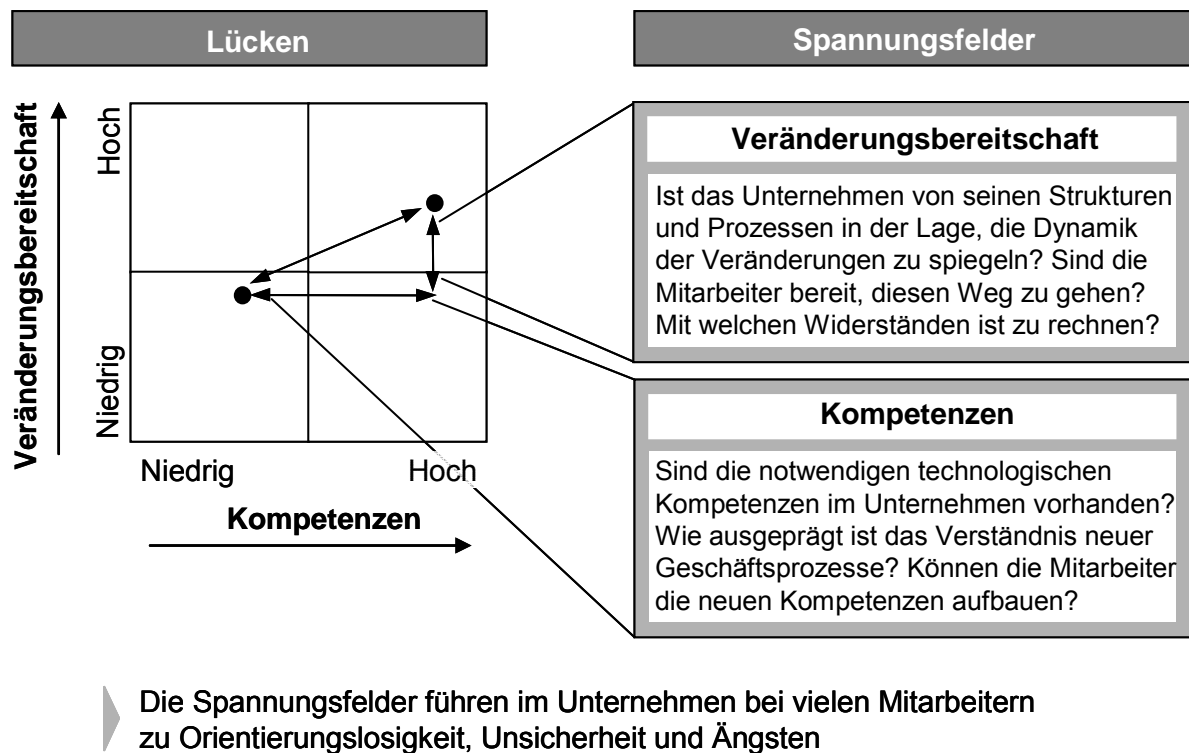 Lücken
Veränderungsbereitschaft
Hoch
Niedrig
Niedrig
Hoch
Kompetenzen
Spannungsfelder
Veränderungsbereitschaft
Ist das Unternehmen von seinen Strukturen
und Prozessen in der Lage, die Dynamik
der Veränderungen zu spiegeln? Sind die
Mitarbeiter bereit, diesen Weg zu gehen?
Mit welchen Widerständen ist zu rechnen?
Kompetenzen
Sind die notwendigen technologischen
Kompetenzen im Unternehmen vorhanden?
Wie ausgeprägt ist das Verständnis neuer
Geschäftsprozesse? Können die Mitarbeiter
die neuen Kompetenzen aufbauen?
Die Spannungsfelder führen im Unternehmen bei vielen Mitarbeitern
zu Orientierungslosigkeit, Unsicherheit und Ängsten